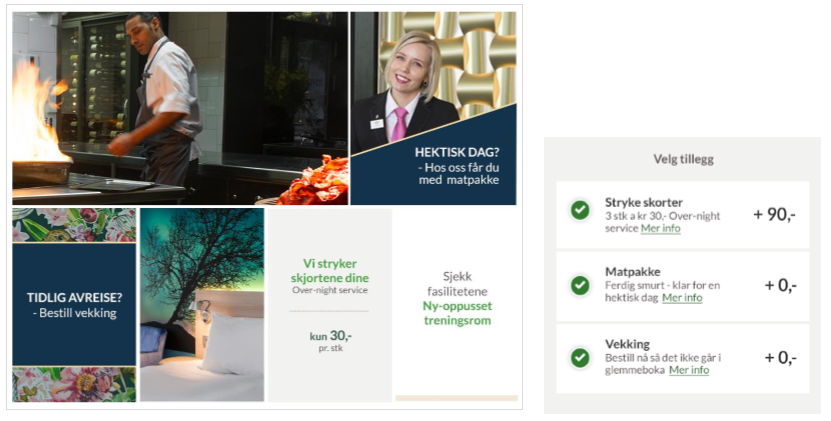 HEKTISK DAG?
- Hos oss får du
med matpakke
TIDLIG AVREISE?
- Bestill vekking
Vi stryker
skjortene dine
Over-night service
kun 30,-
pr. stk
Sjekk
fasilitetene
Ny-oppusset
treningsrom
Velg tillegg
Stryke skorter
3 stk a kr 30,- Over-night
service Mer info
+ 90,-
Matpakke
Ferdig smurt - klar for en
hektisk dag Mer info
+ 0,-
Vekking
Bestill nå så det ikke går i
glemmeboka Mer info
+ 0,-